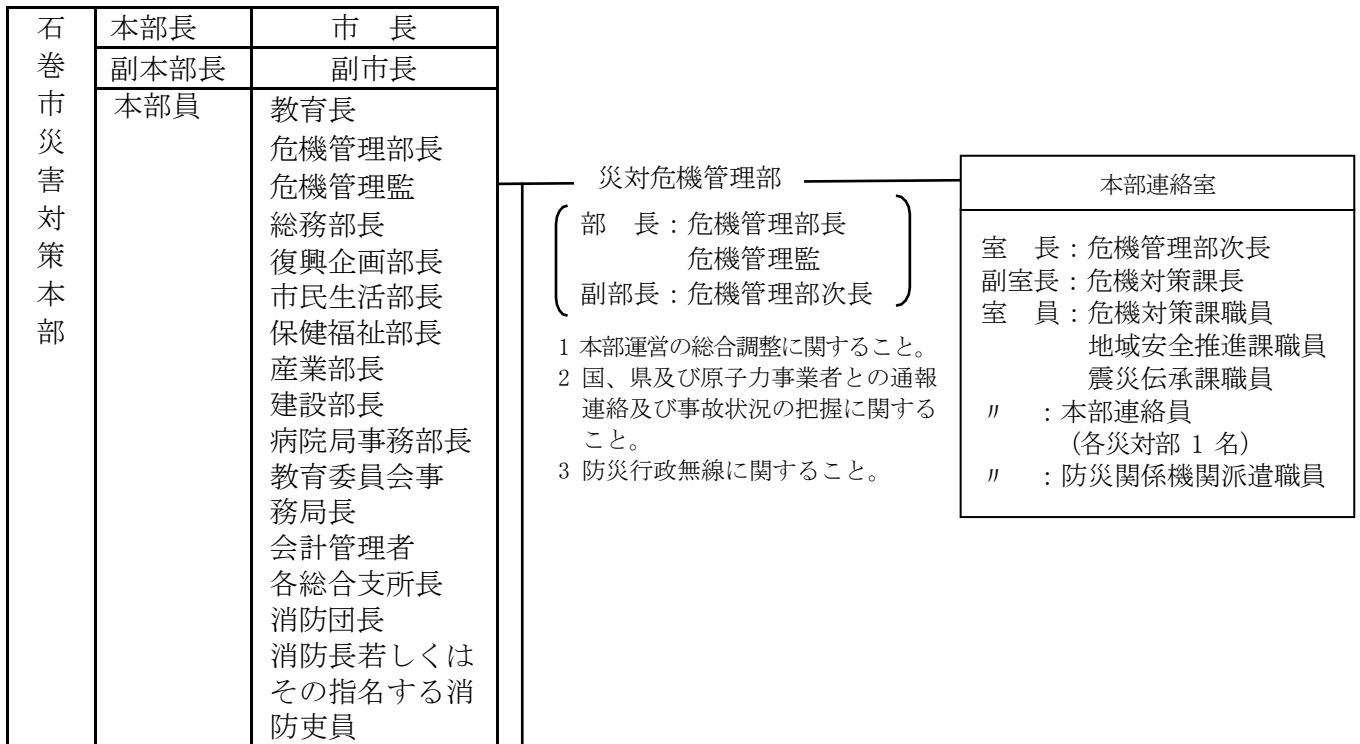 石巻市災害対策本部
本部長 市　長
副本部長 副市長
本部員 教育長
危機管理部長
危機管理監
総務部長
復興企画部長
市民生活部長
保健福祉部長
産業部長
建設部長
病院局事務部長
教育委員会事
務局長
会計管理者
各総合支所長
消防団長
消防長若しくは
その指名する消
防吏員
災対危機管理部
部　長：危機管理部長
危機管理監
副部長：危機管理部次長
1 本部運営の総合調整に関すること。
2 国、県及び原子力事業者との通報
連絡及び事故状況の把握に関する
こと。
3 防災行政無線に関すること。
本部連絡室
室　長：危機管理部次長
副室長：危機対策課長
室　員：危機対策課職員
地域安全推進課職員
震災伝承課職員
〃　：本部連絡員
（各災対部 1 名）
〃　：防災関係機関派遣職員